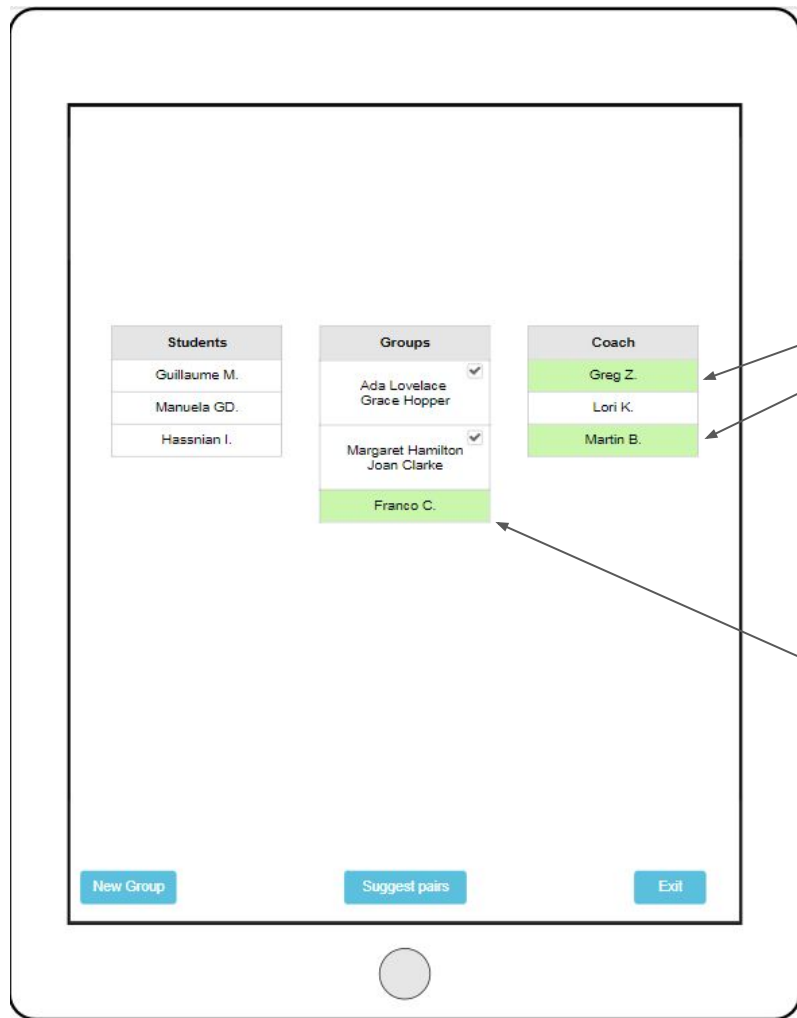 Students
Guillaume M.
Manuela GD.
Hassnian I.
Groups
Ada Lovelace
Grace Hopper
Margaret Hamilton
Joan Clarke
Franco C.
Coach
Greg Z.
Lori K.
Martin B.
New Group
Suggest pairs
Exit